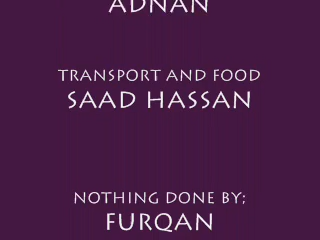 ADNAN
TRANSPORT AND FOOD
SAAD HASSAN
NOTHING DONE BY;
FURQAN